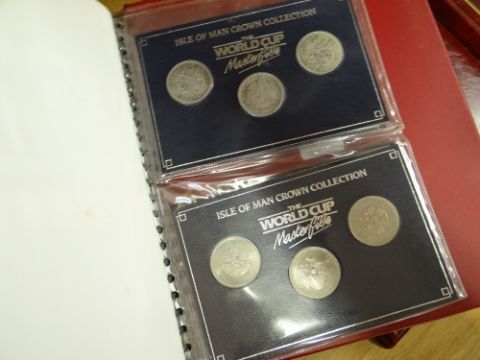 ISLE OF MAN CROWN COLLECTION
THE
WORLD CUP
Masterfile
ISLE OF MAN CROWN COLLECTION
THE
WORLD CUP
Masterfile